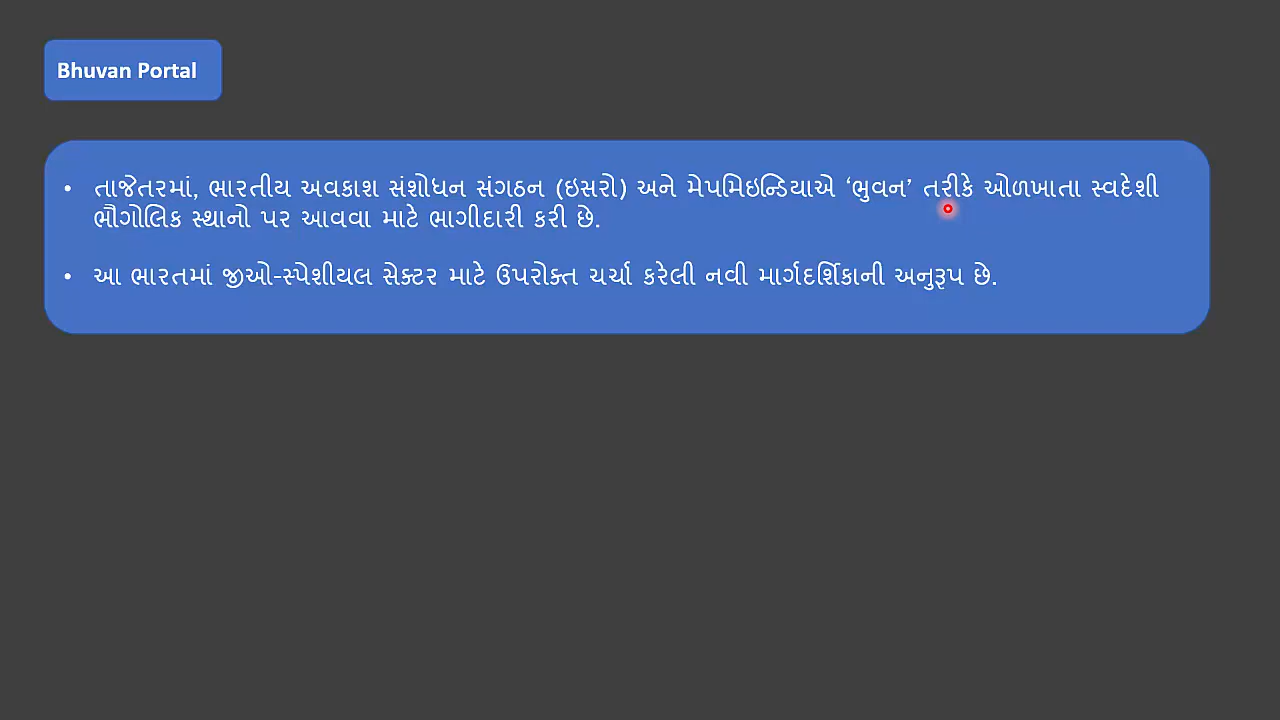 Bhuvan Portal
• તાજેતરમાં, ભારતીય અવકાશ સંશોધન સંગઠન (ઇસરો) અને મેપમિઇન્ડિયાએ ‘ભુવન’ તરીકે ઓળખાતા સ્વદેશી
ભૌગોલિક સ્થાનો પર આવવા માટે ભાગીદારી કરી છે.
• આ ભારતમાં જીઓ-સ્પેશીયલ સેક્ટર માટે ઉપરોક્ત ચર્ચા કરેલી નવી માર્ગદર્શિકાની અનુરૂપ છે.